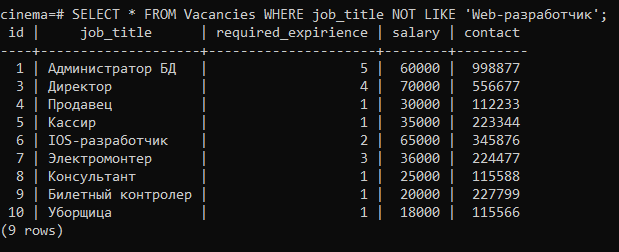 cinema=# SELECT * FROM Vacancies WHERE job_title NOT LIKE 'Web-разработчик';
 id |     job_title      | required_expirience | salary | contact
----+--------------------+---------------------+--------+---------
  1 | Администратор БД   |                   5 |  60000 | 998877
  3 | Директор           |                   4 |  70000 | 556677
  4 | Продавец           |                   1 |  30000 | 112233
  5 | Кассир             |                   1 |  35000 | 223344
  6 | IOS-разработчик    |                   2 |  65000 | 345876
  7 | Электромонтер      |                   3 |  36000 | 224477
  8 | Консультант        |                   1 |  25000 | 115588
  9 | Билетный контролер |                   1 |  20000 | 227799
 10 | Уборщица           |                   1 |  18000 | 115566
(9 rows)